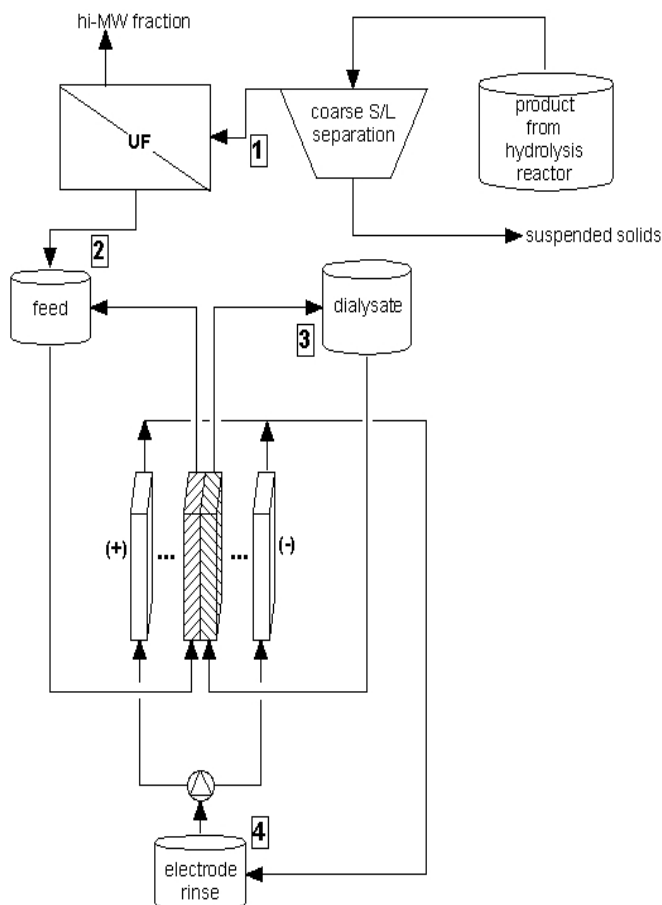 hi-MW fraction
coarse S/L
separation
product
from
hydrolysis
reactor
UF
1
suspended solids
2
feed
dialysate
3
(+)
...
...
(-)
4
electrode
rinse